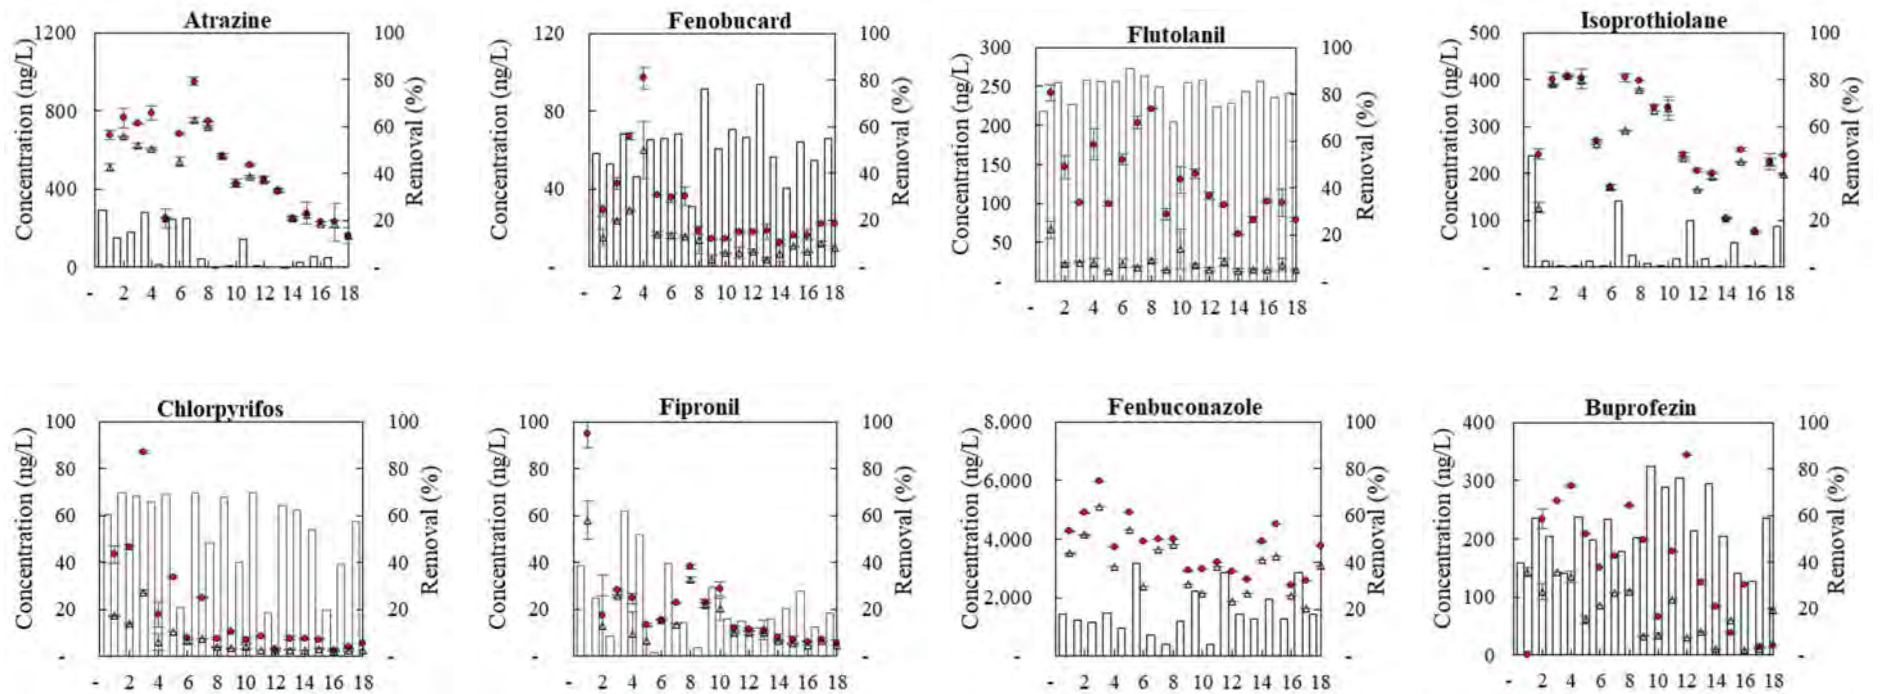 Atrazine
Concentration (ng/L)
1200
800
400
0
100
80
60
40
20
-
Removal (%)
- 2 4 6 8 10 12 14 16 18
Fenobucard
Concentration (ng/L)
120
80
40
-
100
80
60
40
20
-
Removal (%)
- 2 4 6 8 10 12 14 16 18
Flutolanil
Concentration (ng/L)
300
250
200
150
100
50
-
100
80
60
40
20
-
Removal (%)
- 2 4 6 8 10 12 14 16 18
Isoprothiolane
Concentration (ng/L)
500
400
300
200
100
-
100
80
60
40
20
-
Removal (%)
- 2 4 6 8 10 12 14 16 18
Chlorpyrifos
Concentration (ng/L)
100
80
60
40
20
-
100
80
60
40
20
-
Removal (%)
- 2 4 6 8 10 12 14 16 18
Fipronil
Concentration (ng/L)
100
80
60
40
20
-
100
80
60
40
20
-
Removal (%)
- 2 4 6 8 10 12 14 16 18
Fenbuconazole
Concentration (ng/L)
8,000
6,000
4,000
2,000
-
100
80
60
40
20
-
Removal (%)
- 2 4 6 8 10 12 14 16 18
Buprofezin
Concentration (ng/L)
400
300
200
100
0
100
80
60
40
20
-
Removal (%)
- 2 4 6 8 10 12 14 16 18